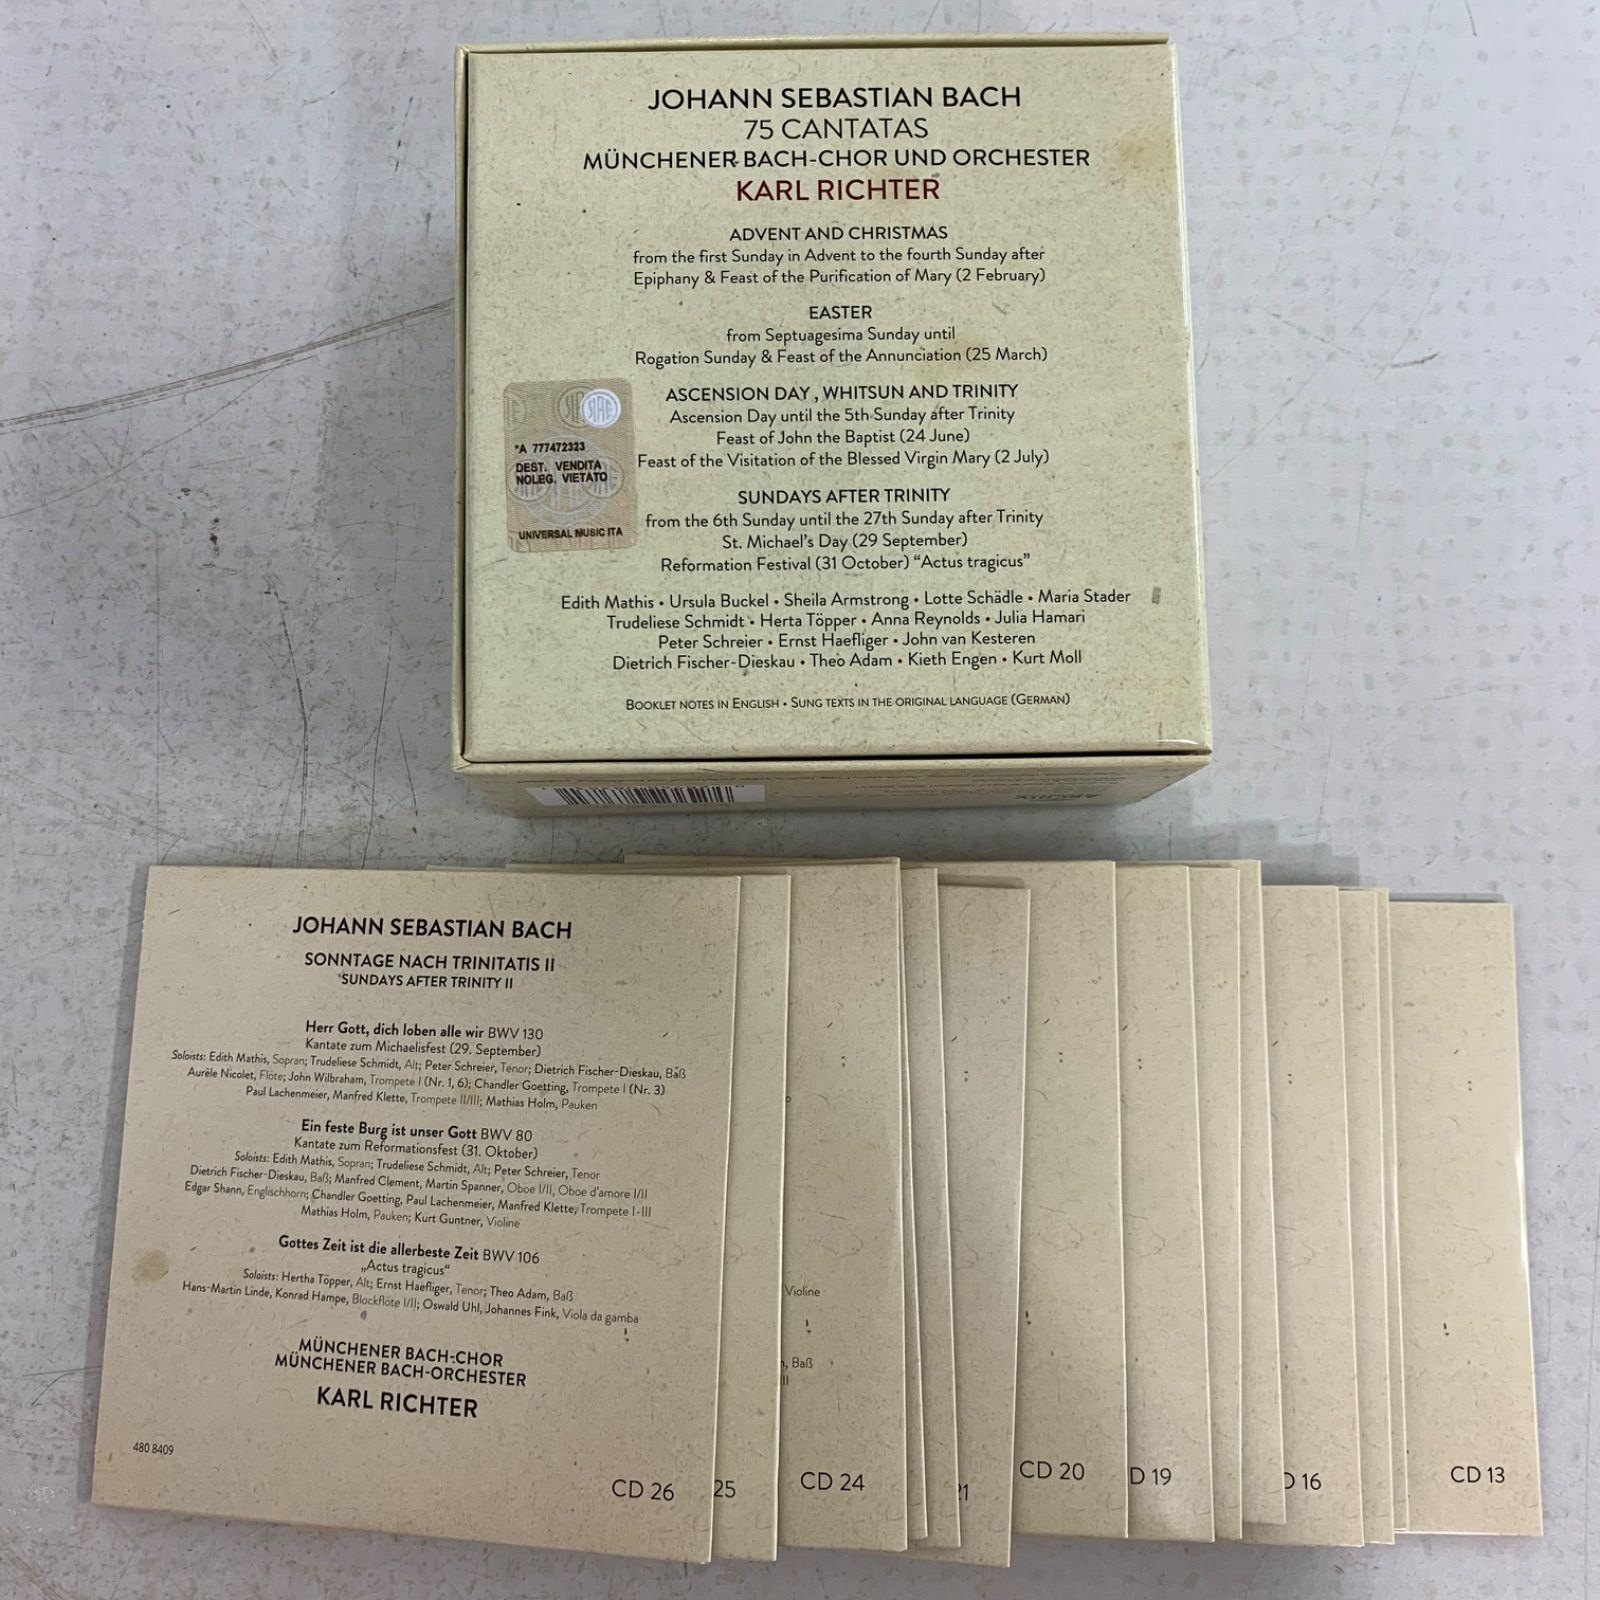 JOHANN SEBASTIAN BACH
75 CANTATAS
MÜNCHENER BACH-CHOR UND ORCHESTER
KARL RICHTER
ADVENT AND CHRISTMAS
from the first Sunday in Advent to the fourth Sunday after
Epiphany & Feast of the Purification of Mary (2 February)
EASTER
from Septuagesima Sunday until
Rogation Sunday & Feast of the Annunciation (25 March)
ASCENSION DAY, WHITSUN AND TRINITY
Ascension Day until the 5th Sunday after Trinity
Feast of John the Baptist (24 June)
Feast of the Visitation of the Blessed Virgin Mary (2 July)
SUNDAYS AFTER TRINITY
from the 6th Sunday until the 27th Sunday after Trinity
St. Michael's Day (29 September)
Reformation Festival (31 October) “Actus tragicus”
Edith Mathis • Ursula Buckel • Sheila Armstrong • Lotte Schädle • Maria Stader
Trudeliese Schmidt • Herta Töpper • Anna Reynolds • Julia Hamari
Peter Schreier • Ernst Haefliger • John van Kesteren
Dietrich Fischer-Dieskau • Theo Adam • Kieth Engen • Kurt Moll
BOOKLET NOTES IN ENGLISH • SUNG TEXTS IN THE ORIGINAL LANGUAGE (GERMAN)
*A 777472323
DEST. VENDITA
NOLEG. VIETATO
UNIVERSAL MUSIC ITA
JOHANN SEBASTIAN BACH
SONNTAGE NACH TRINITATIS II
SUNDAYS AFTER TRINITY II
Herr Gott, dich loben alle wir BWV 130
Kantate zum Michaelisfest (29. September)
Soloists: Edith Mathis, Sopran; Trudeliese Schmidt, Alt; Peter Schreier, Tenor; Dietrich Fischer-Dieskau, Baß
Aurèle Nicolet, Flöte; John Wilbraham, Trompete I (Nr. 1, 6); Chandler Goetting, Trompete I (Nr. 3)
Paul Lachenmeier, Manfred Klette, Trompete II/III; Mathias Holm, Pauken
Ein feste Burg ist unser Gott BWV 80
Kantate zum Reformationsfest (31. Oktober)
Soloists: Edith Mathis, Sopran; Trudeliese Schmidt, Alt; Peter Schreier, Tenor
Dietrich Fischer-Dieskau, Baß; Manfred Clement, Martin Spanner, Oboe I/II, Oboe d'amore I/II
Edgar Shann, Englischhorn; Chandler Goetting, Paul Lachenmeier, Manfred Klette, Trompete I-III
Mathias Holm, Pauken; Kurt Guntner, Violine
Gottes Zeit ist die allerbeste Zeit BWV 106
„Actus tragicus“
Soloists: Hertha Töpper, Alt; Ernst Haefliger, Tenor; Theo Adam, Baß
Hans-Martin Linde, Konrad Hampe, Blockflöte I/II; Oswald Uhl, Johannes Fink, Viola da gamba
MÜNCHENER BACH-CHOR
MÜNCHENER BACH-ORCHESTER
KARL RICHTER
480 8409
CD 26
25
Violine
Baß
CD 24
21
CD 20
D 19
16
CD 13